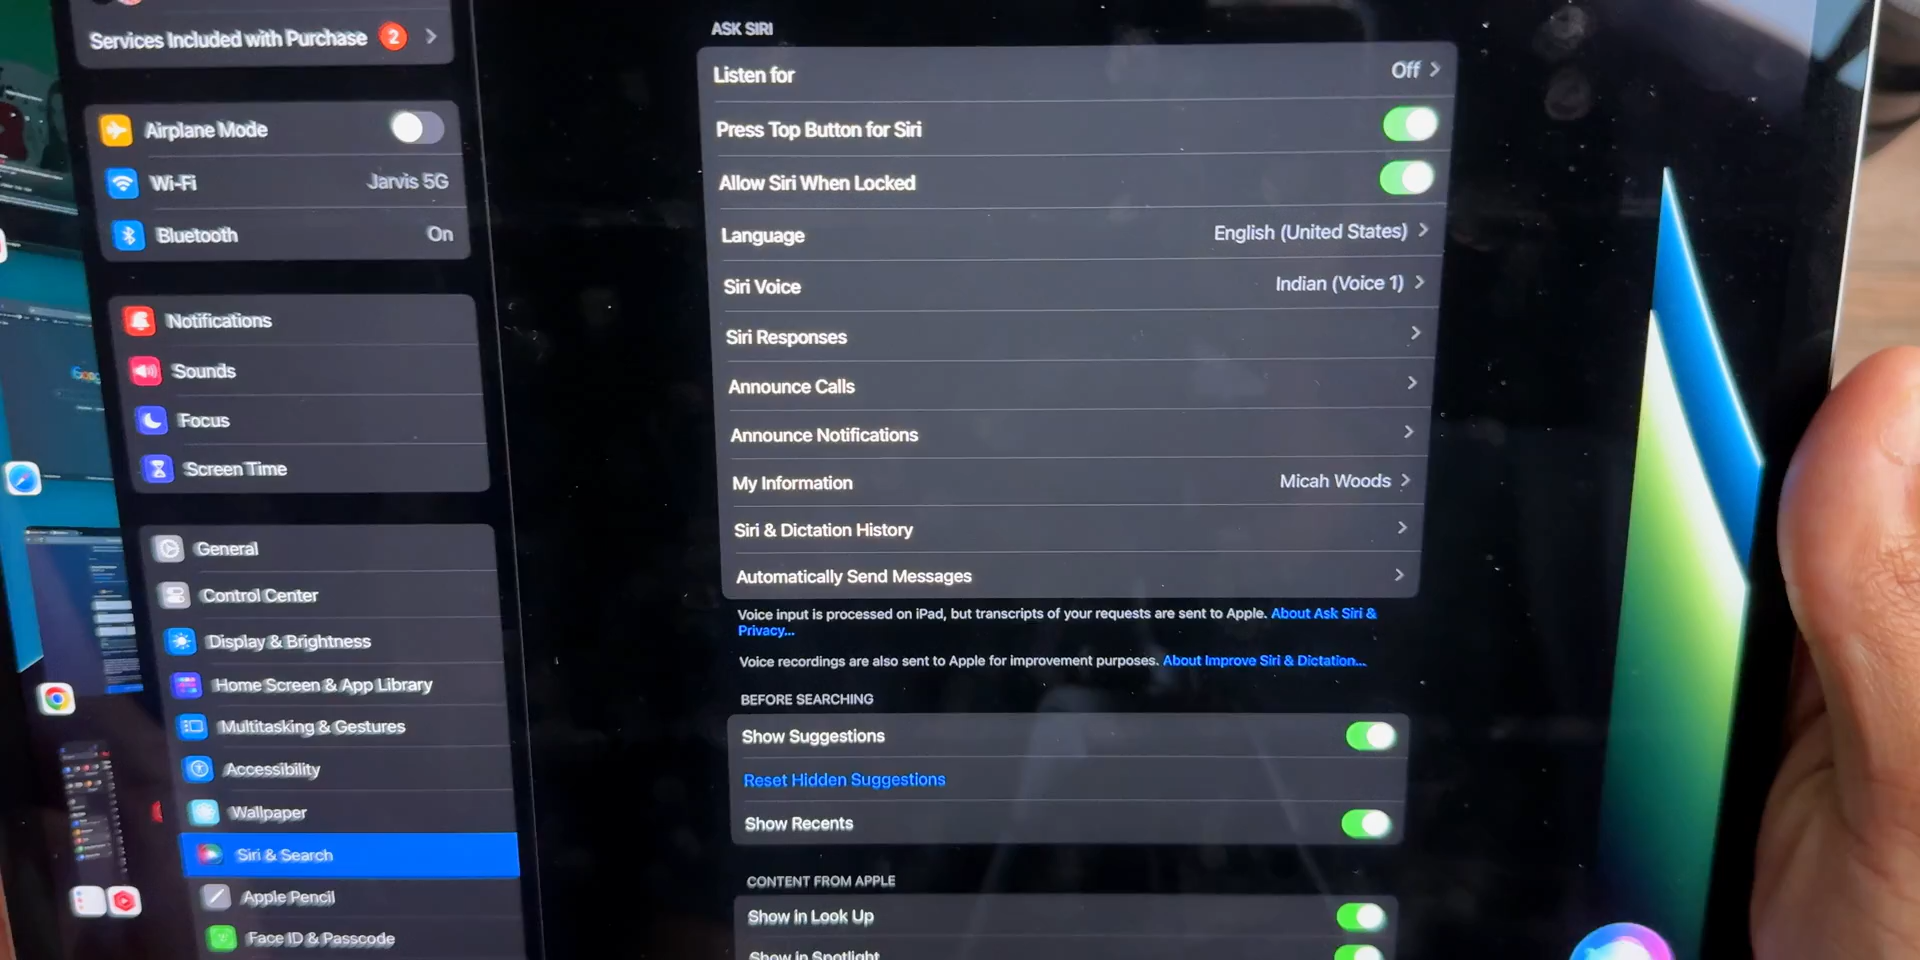 Services Included with Purchase 2
Airplane Mode
Wi-Fi Jarvis 5G
Bluetooth On
Notifications
Sounds
Focus
Screen Time
General
Control Center
Display & Brightness
Home Screen & App Library
Multitasking & Gestures
Accessibility
Wallpaper
Siri & Search
Apple Pencil
Face ID & Passcode
ASK SIRI
Listen for Off
Press Top Button for Siri
Allow Siri When Locked
Language English (United States)
Siri Voice Indian (Voice 1)
Siri Responses
Announce Calls
Announce Notifications
My Information Micah Woods
Siri & Dictation History
Automatically Send Messages
Voice input is processed on iPad, but transcripts of your requests are sent to Apple. About Ask Siri &
Privacy...
Voice recordings are also sent to Apple for improvement purposes. About Improve Siri & Dictation...
BEFORE SEARCHING
Show Suggestions
Reset Hidden Suggestions
Show Recents
CONTENT FROM APPLE
Show in Look Up
Show in Spotlight